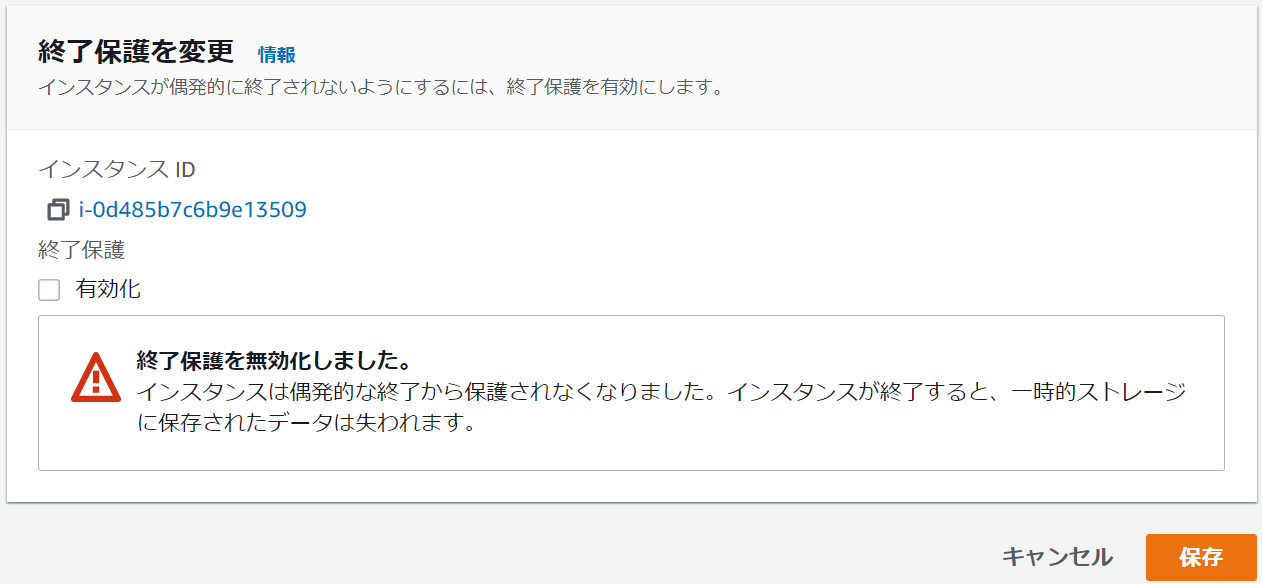 終了保護を変更 情報
インスタンスが偶発的に終了されないようにするには、終了保護を有効にします。
インスタンス ID
i-0d485b7c6b9e13509
終了保護
有効化
終了保護を無効化しました。
インスタンスは偶発的な終了から保護されなくなりました。インスタンスが終了すると、一時的ストレージ
に保存されたデータは失われます。
キャンセル 保存